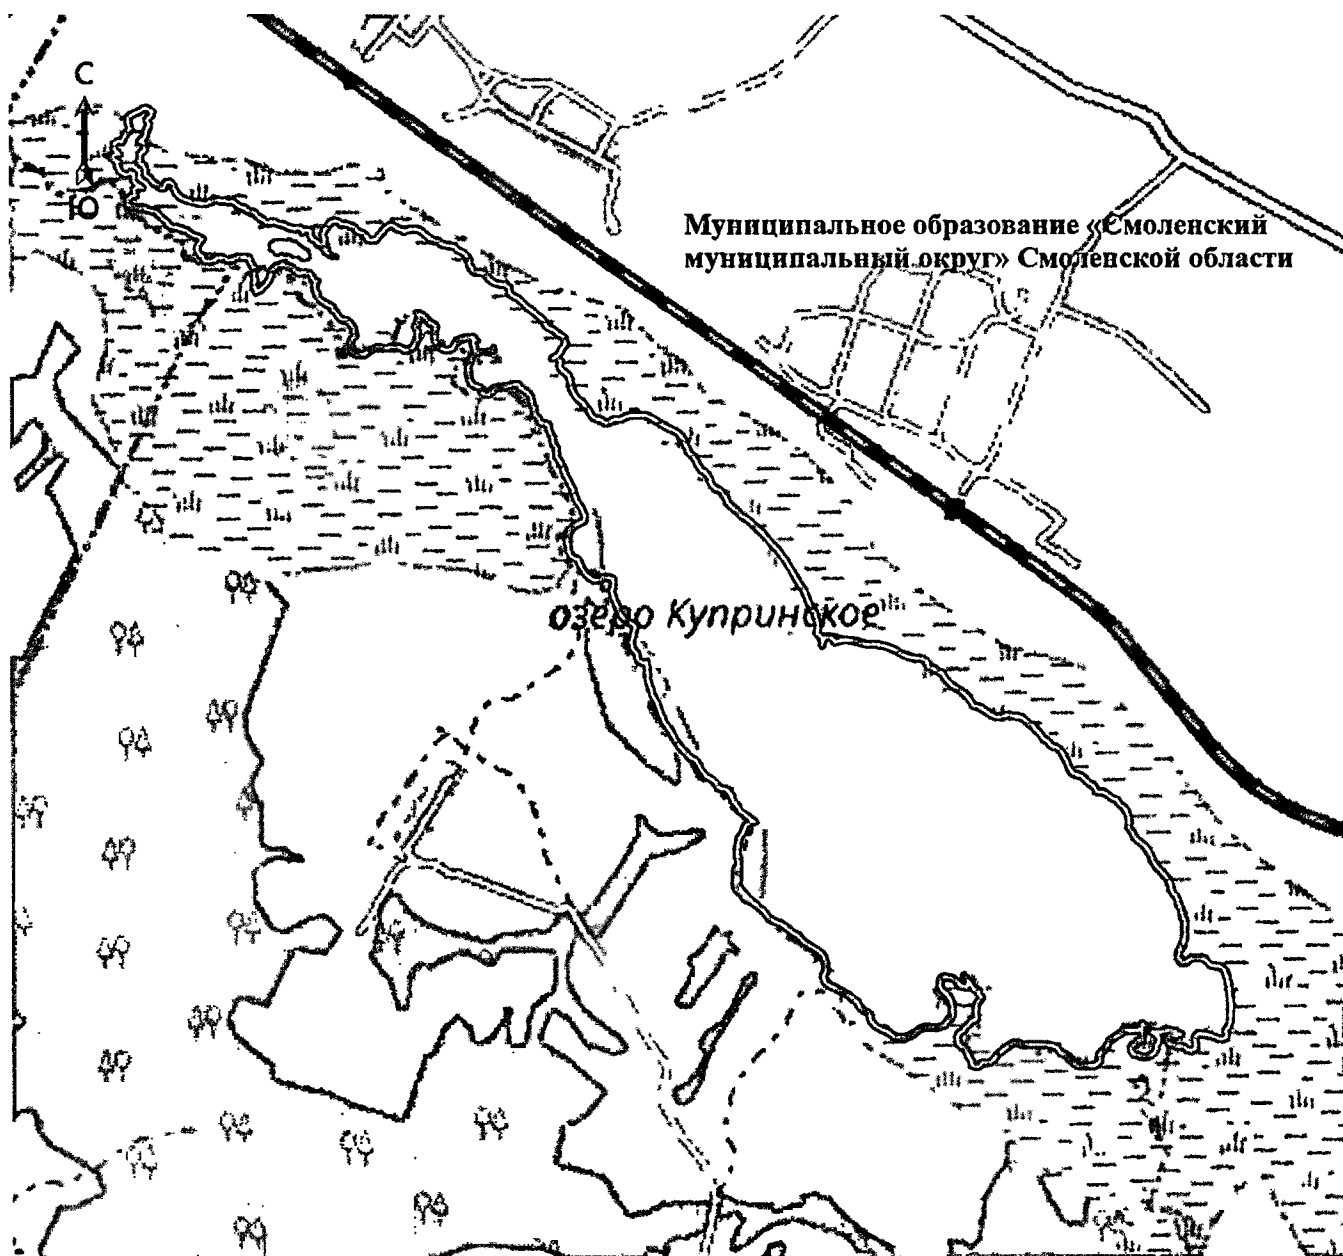 С
Ю
Муниципальное образование «Смоленский
муниципальный округ» Смоленской области
озеро Купринское